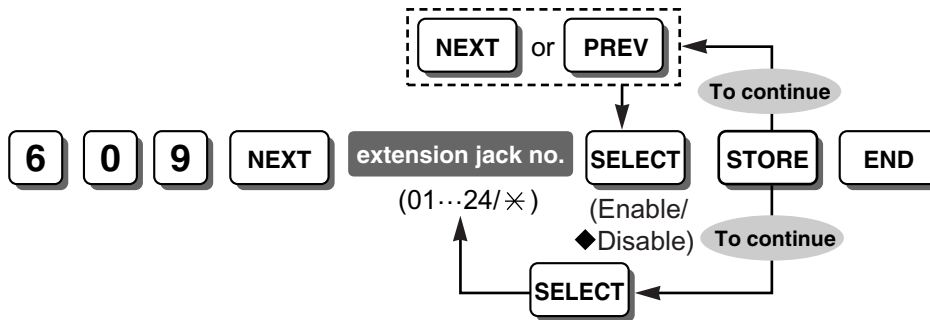 NEXT or PREV
To continue
6 0 9 NEXT extension jack no. SELECT STORE END
(01···24/✳)
(Enable/
◆Disable)
To continue
SELECT